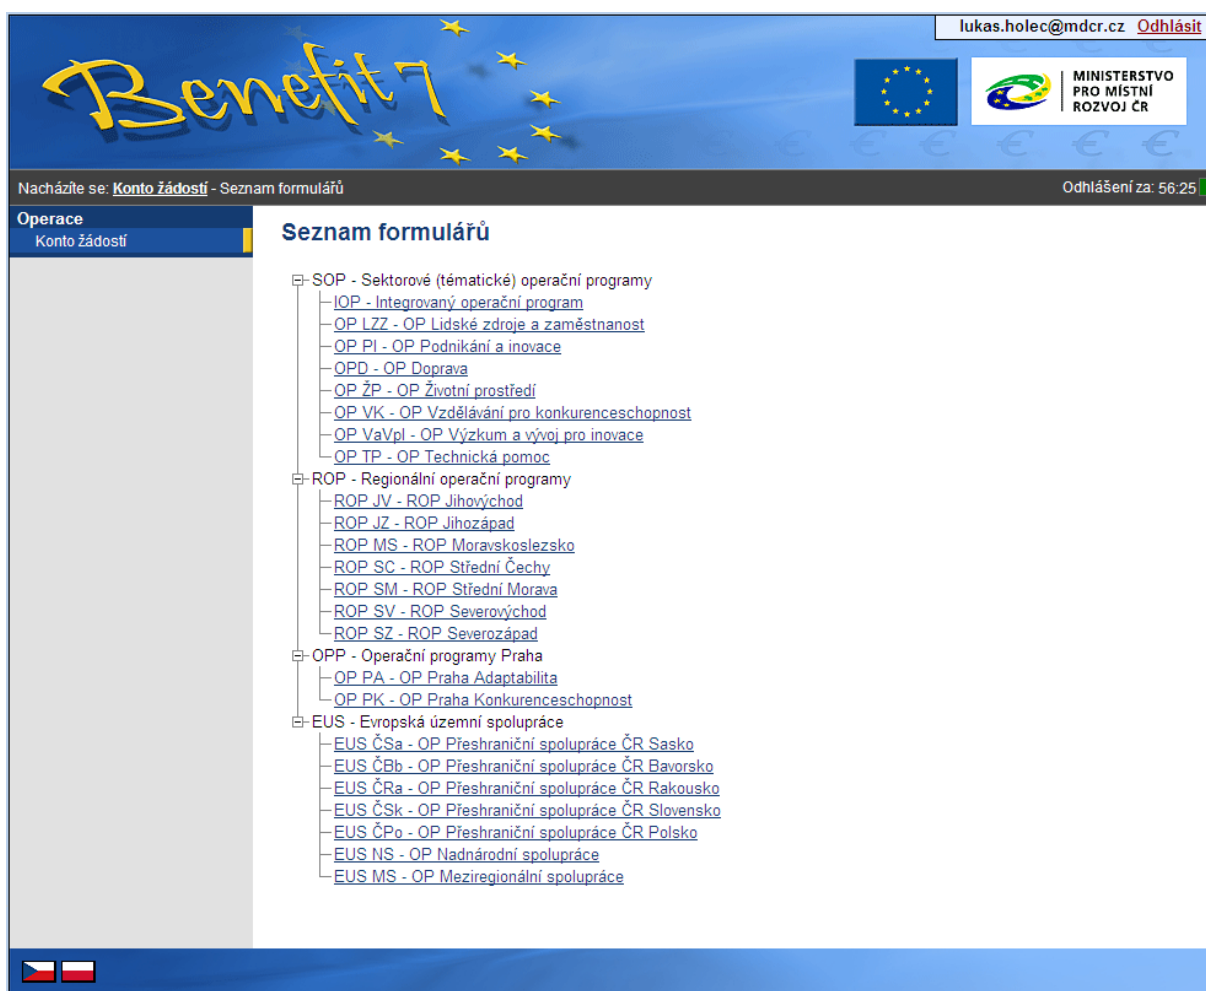 lukas.holec@mdcr.cz Odhlásit
Benefit 7
MINISTERSTVO
PRO MÍSTNÍ
ROZVOJ ČR
Nacházíte se: Konto žádostí - Seznam formulářů
Odhlášení za: 56:25
Operace
Konto žádostí
Seznam formulářů
SOP - Sektorové (tématické) operační programy
IOP - Integrovaný operační program
OP LZZ - OP Lidské zdroje a zaměstnanost
OP PI - OP Podnikání a inovace
OPD - OP Doprava
OP ŽP - OP Životní prostředí
OP VK - OP Vzdělávání pro konkurenceschopnost
OP VaVpI - OP Výzkum a vývoj pro inovace
OP TP - OP Technická pomoc
ROP - Regionální operační programy
ROP JV - ROP Jihovýchod
ROP JZ - ROP Jihozápad
ROP MS - ROP Moravskoslezsko
ROP SC - ROP Střední Čechy
ROP SM - ROP Střední Morava
ROP SV - ROP Severovýchod
ROP SZ - ROP Severozápad
OPP - Operační programy Praha
OP PA - OP Praha Adaptabilita
OP PK - OP Praha Konkurenceschopnost
EUS - Evropská územní spolupráce
EUS ČSa - OP Přeshraniční spolupráce ČR Sasko
EUS ČBb - OP Přeshraniční spolupráce ČR Bavorsko
EUS ČRa - OP Přeshraniční spolupráce ČR Rakousko
EUS ČSk - OP Přeshraniční spolupráce ČR Slovensko
EUS ČPo - OP Přeshraniční spolupráce ČR Polsko
EUS NS - OP Nadnárodní spolupráce
EUS MS - OP Meziregionální spolupráce